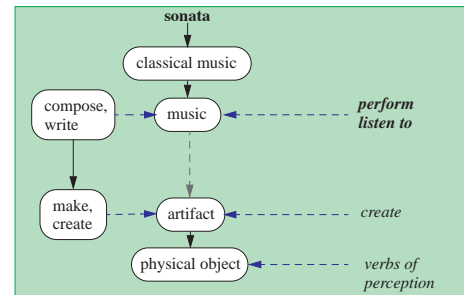 sonata
classical music
compose,
write
music
perform
listen to
make,
create
artifact
create
physical object
verbs of
perception